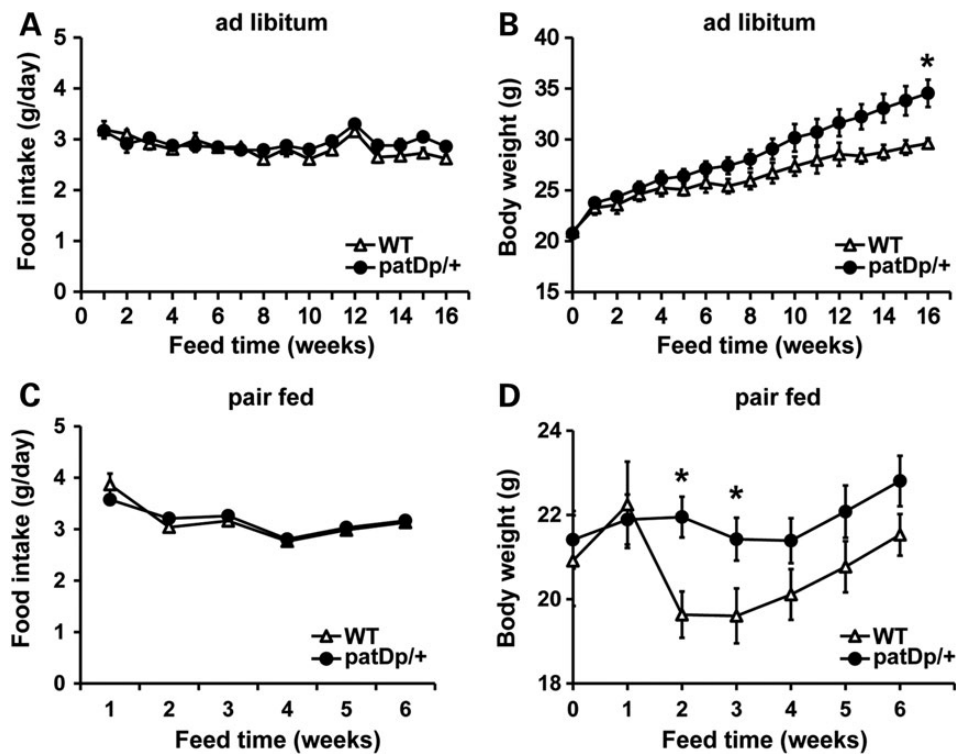 A
ad libitum
Food intake (g/day)
5
4
3
2
1
0
WT
patDp/+
0 2 4 6 8 10 12 14 16
Feed time (weeks)
B
ad libitum
Body weight (g)
40
35
30
25
20
15
*
WT
patDp/+
0 2 4 6 8 10 12 14 16
Feed time (weeks)
C
pair fed
Food intake (g/day)
5
4
3
2
1
0
WT
patDp/+
1 2 3 4 5 6
Feed time (weeks)
D
pair fed
Body weight (g)
24
22
20
18
* *
WT
patDp/+
0 1 2 3 4 5 6
Feed time (weeks)